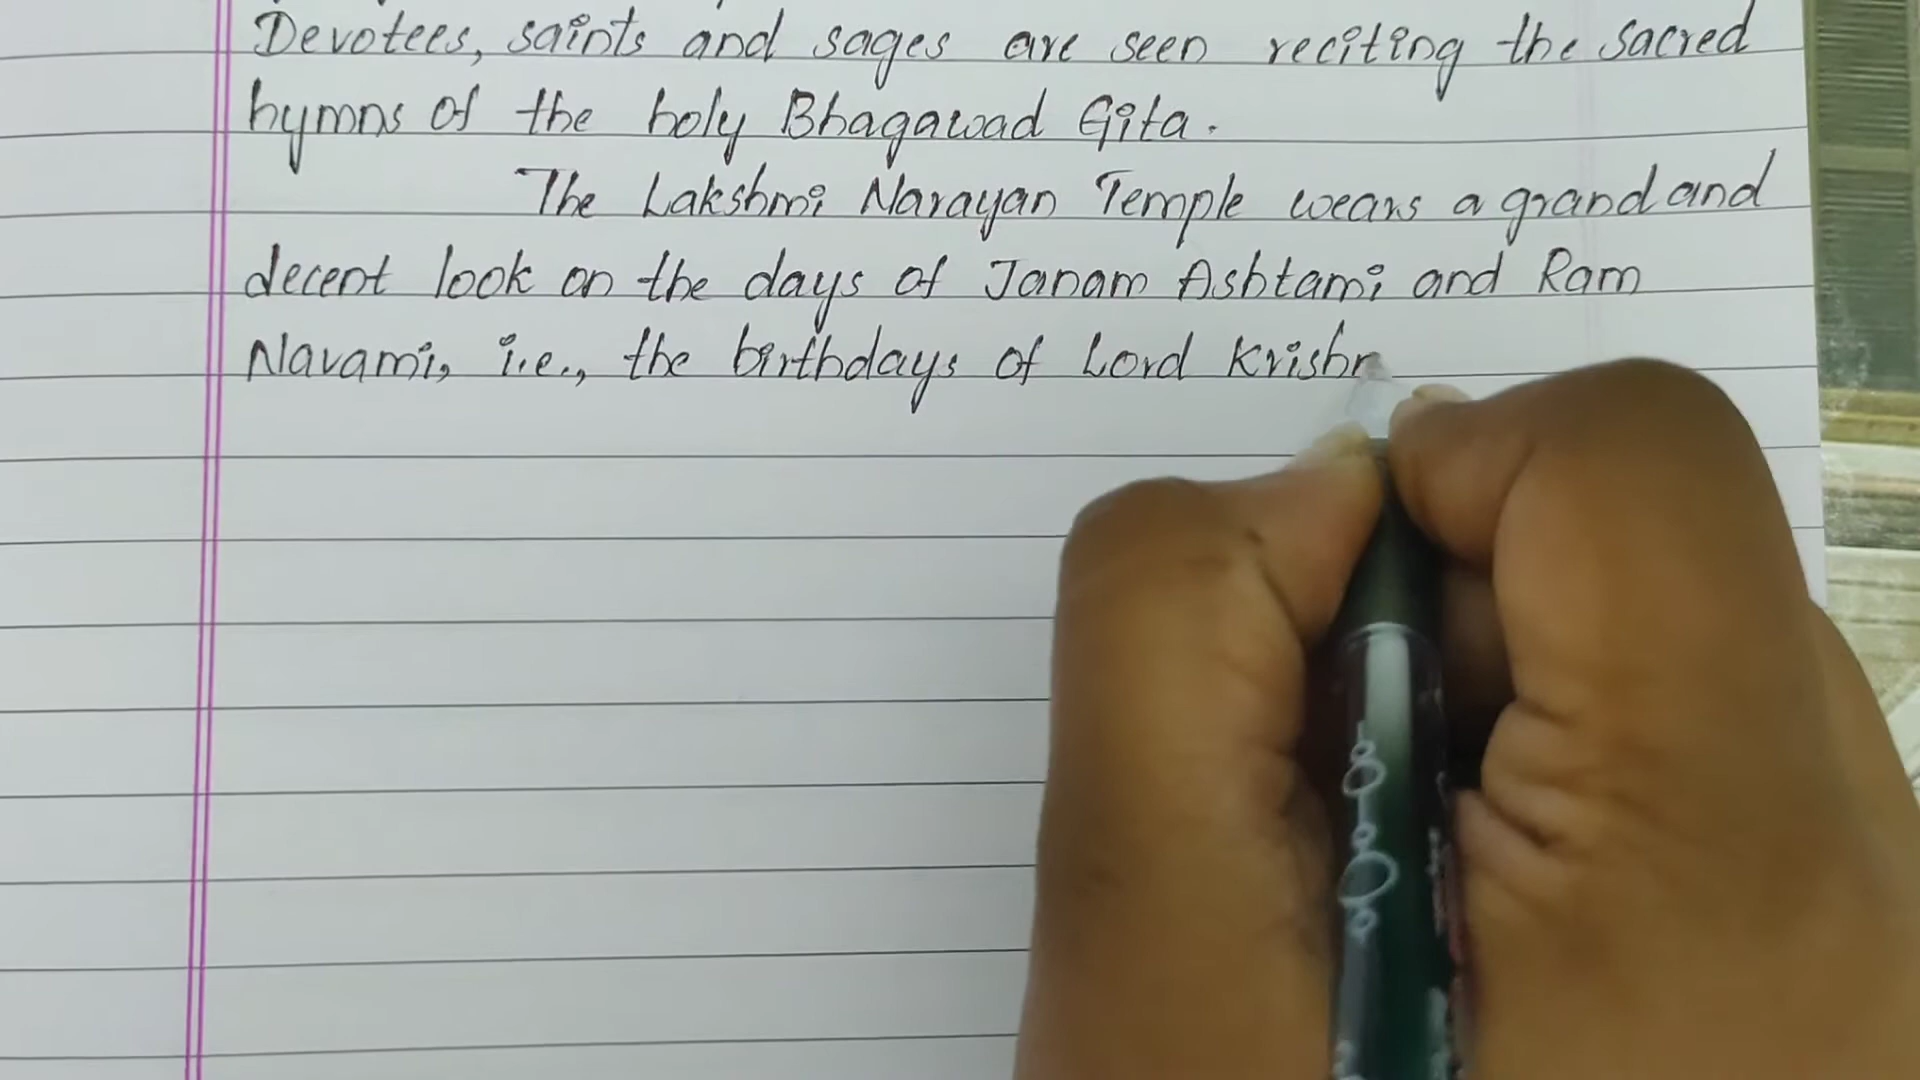 Devotees, saints and sages are seen reciting the sacred
hymns of the holy Bhagawad Gita.
The Lakshmi Narayan Temple wears a grand and
decent look on the days of Janam Ashtami and Ram
Navami, i.e., the birthdays of Lord Krishn